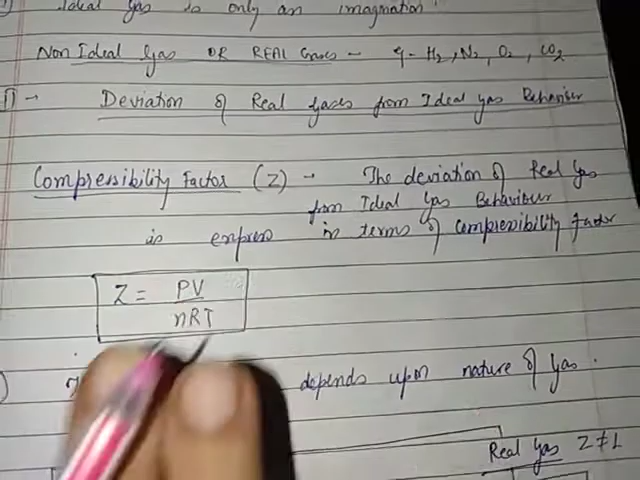 Ideal gas is only an imagnation
Non Ideal Gas OR REAL Gases - eg- H2, N2, O2, CO2
Deviation of Real gases from Ideal gas Behaviour
Compressibility Factor (Z) - The deviation of Real gas
from Ideal gas Behaviour
is express in terms of compressibility factor
Z = PV
nRT
depends upon nature of gas.
Real gas Z ≠ 1